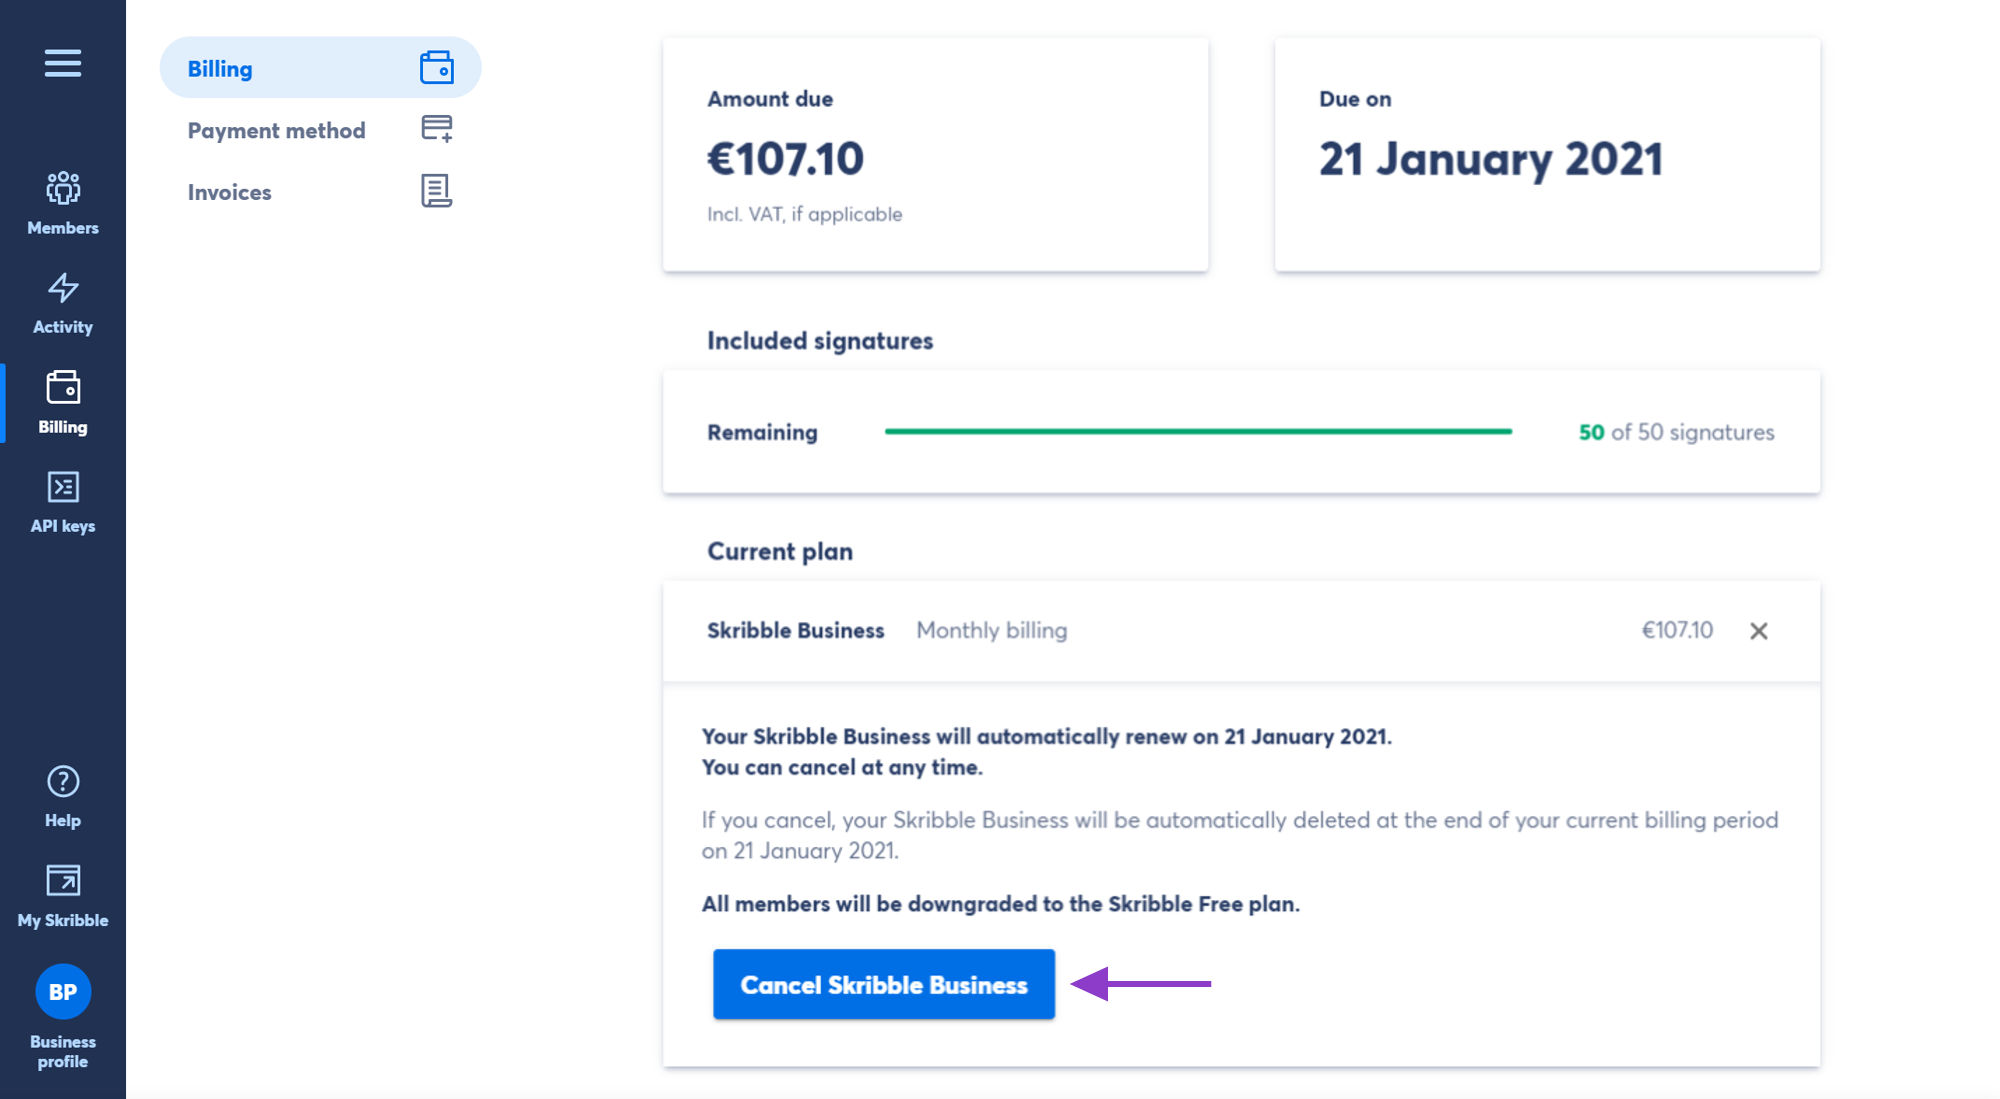 Members
Activity
Billing
API keys
Help
My Skribble
BP
Business
profile
Billing
Payment method
Invoices
Amount due
€107.10
Incl. VAT, if applicable
Due on
21 January 2021
Included signatures
Remaining
50 of 50 signatures
Current plan
Skribble Business Monthly billing €107.10
Your Skribble Business will automatically renew on 21 January 2021.
You can cancel at any time.
If you cancel, your Skribble Business will be automatically deleted at the end of your current billing period
on 21 January 2021.
All members will be downgraded to the Skribble Free plan.
Cancel Skribble Business